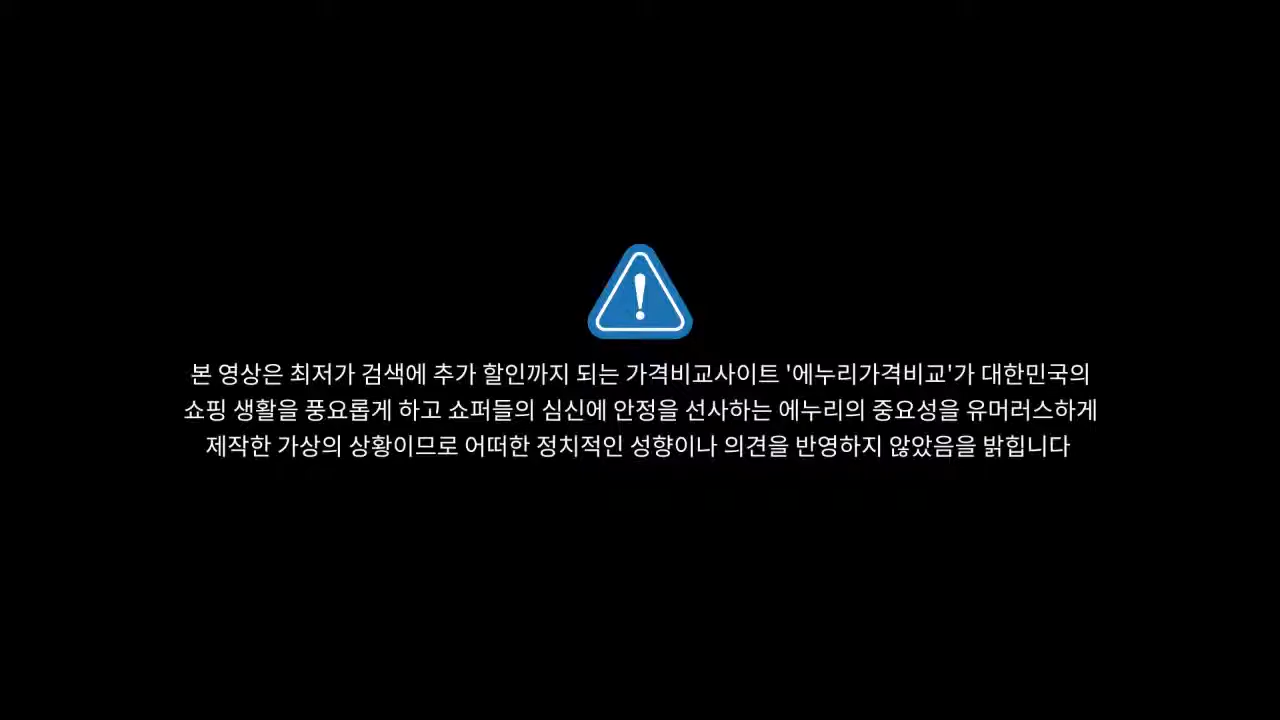 본 영상은 최저가 검색에 추가 할인까지 되는 가격비교사이트 '에누리가격비교'가 대한민국의
쇼핑 생활을 풍요롭게 하고 쇼퍼들의 심신에 안정을 선사하는 에누리의 중요성을 유머러스하게
제작한 가상의 상황이므로 어떠한 정치적인 성향이나 의견을 반영하지 않았음을 밝힙니다